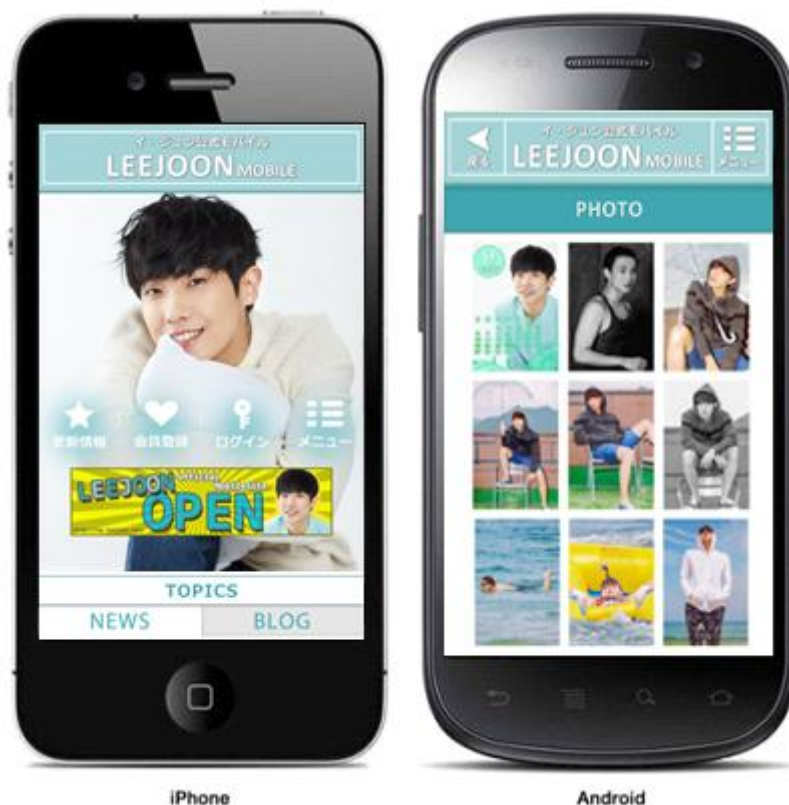 イ・ジュン公式モバイル
LEEJOON MOBILE
更新情報
会員登録
ログイン
メニュー
LEEJOON OFFICIAL
OPEN
TOPICS
NEWS
BLOG
iPhone
戻る
イ・ジュン公式モバイル
LEEJOON MOBILE
メニュー
PHOTO
Android